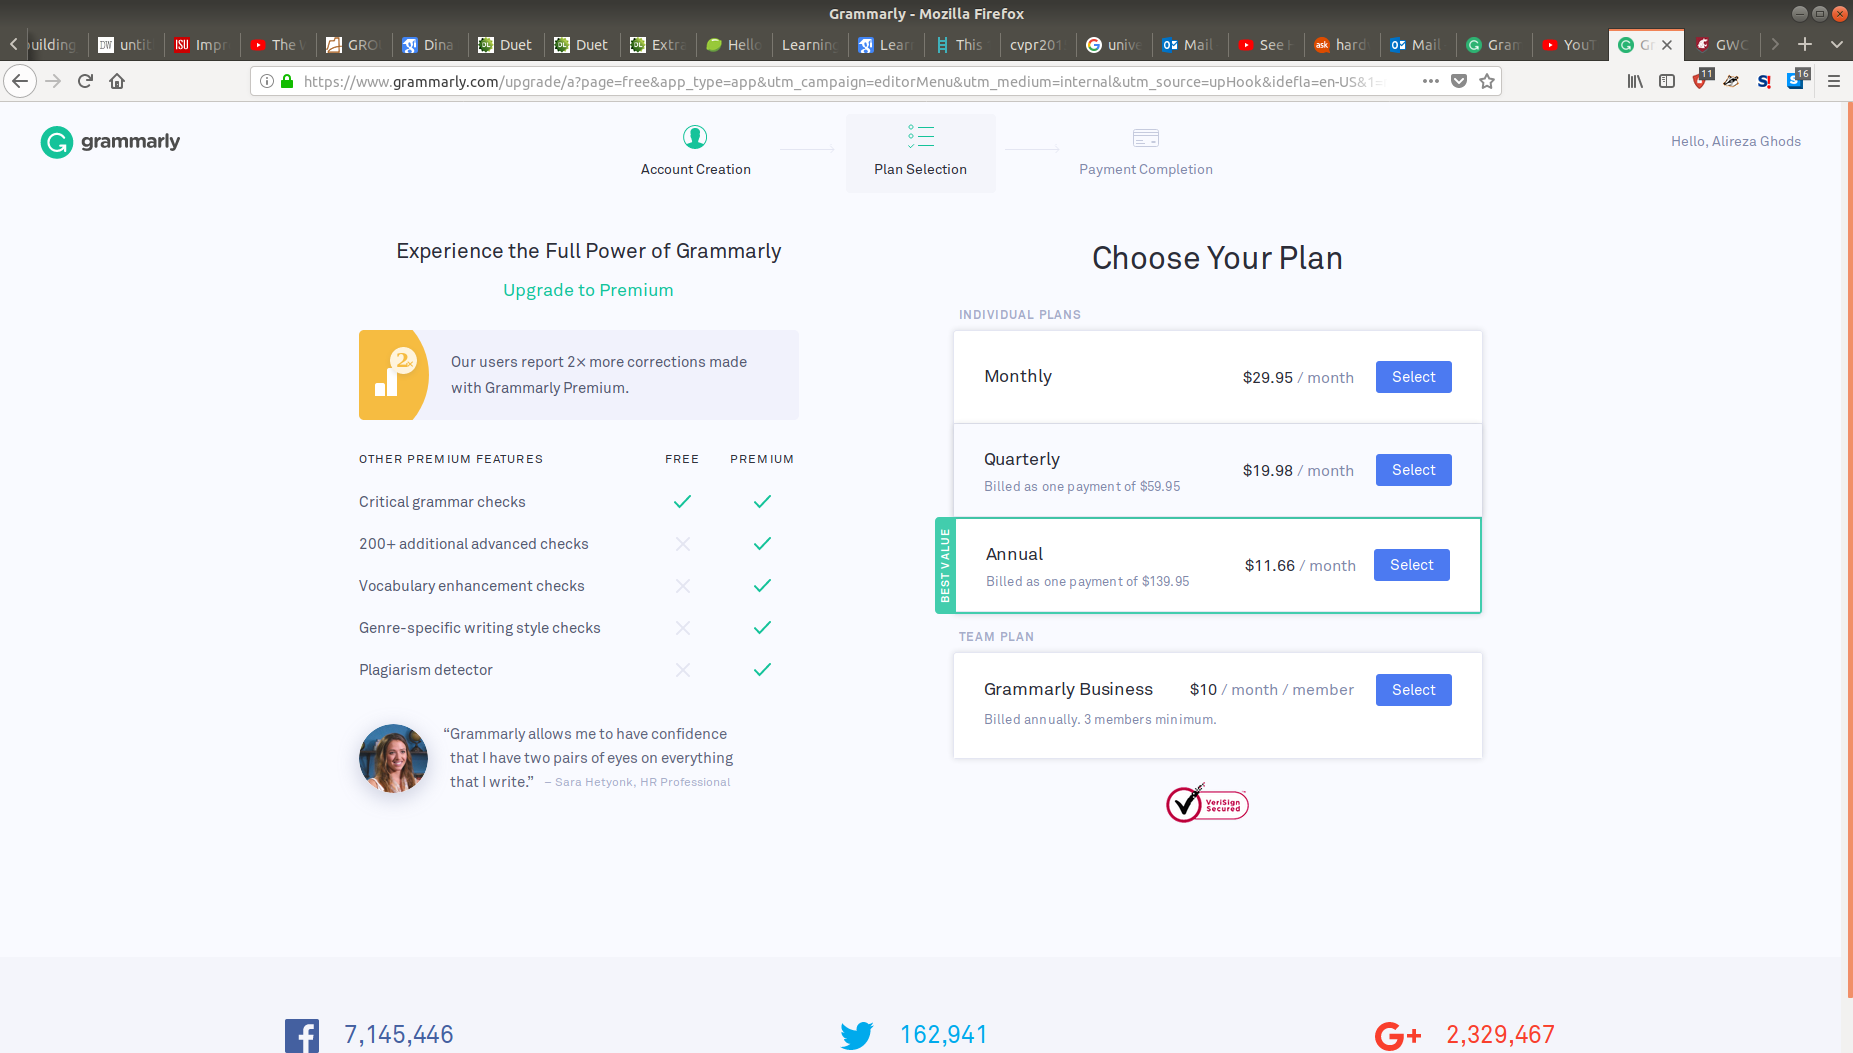 Grammarly - Mozilla Firefox
uilding
untit
Impr
The
GRO
Dina
Duet
Duet
Extra
Hello
Learning
Lear
This
cvpr201
unive
Mail
See
hard
Mail
Gram
YouT
Gr
GWC
https://www.grammarly.com/upgrade/a?page=free&app_type=app&utm_campaign=editorMenu&utm_medium=internal&utm_source=upHook&idefla=en-US&1=
11
S!
S
16
grammarly
Account Creation
Plan Selection
Payment Completion
Hello, Alireza Ghods
Experience the Full Power of Grammarly
Upgrade to Premium
2x
Our users report 2× more corrections made
with Grammarly Premium.
OTHER PREMIUM FEATURES FREE PREMIUM
Critical grammar checks
200+ additional advanced checks
Vocabulary enhancement checks
Genre-specific writing style checks
Plagiarism detector
“Grammarly allows me to have confidence
that I have two pairs of eyes on everything
that I write.” – Sara Hetyonk, HR Professional
Choose Your Plan
INDIVIDUAL PLANS
Monthly $29.95 / month Select
Quarterly $19.98 / month Select
Billed as one payment of $59.95
BEST VALUE
Annual $11.66 / month Select
Billed as one payment of $139.95
TEAM PLAN
Grammarly Business $10 / month / member Select
Billed annually. 3 members minimum.
VeriSign
Secured
7,145,446
162,941
2,329,467